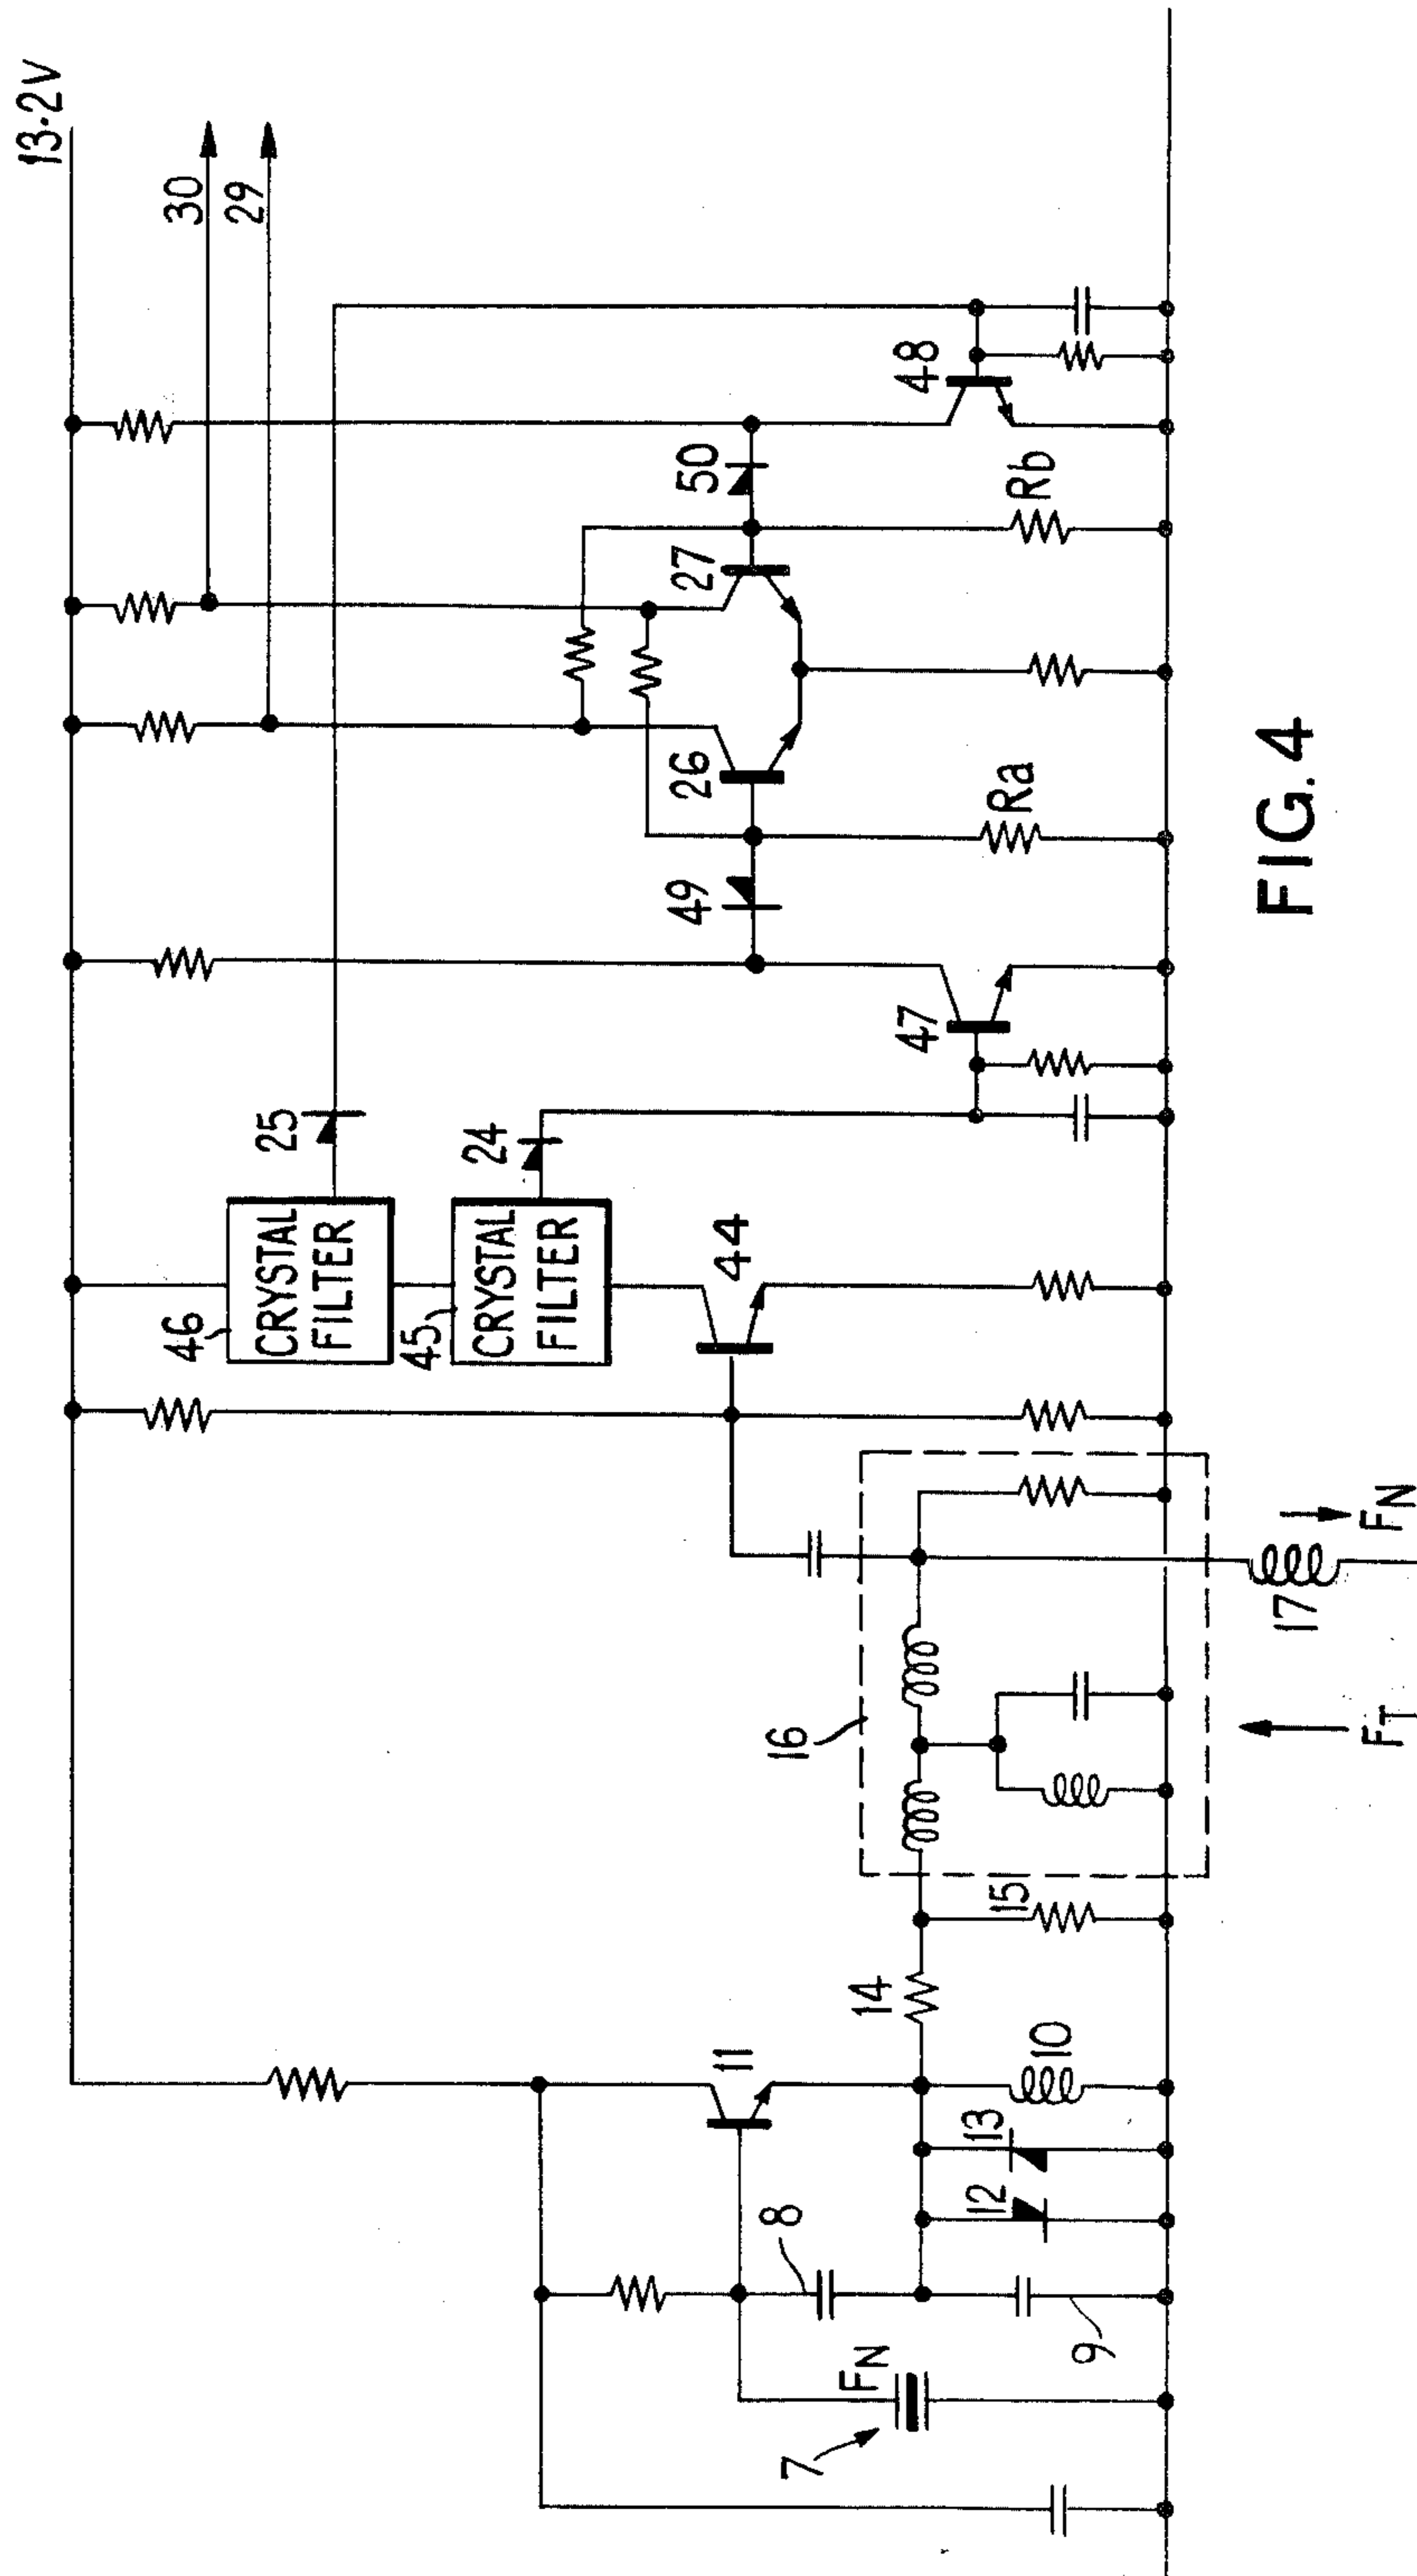 13·2V
30
29
46
CRYSTAL
FILTER
25
45
CRYSTAL
FILTER
24
44
49
26
27
50
47
48
Ra
Rb
11
14
15
16
8
12
13
10
7
FN
9
17
FN
FT
FIG. 4